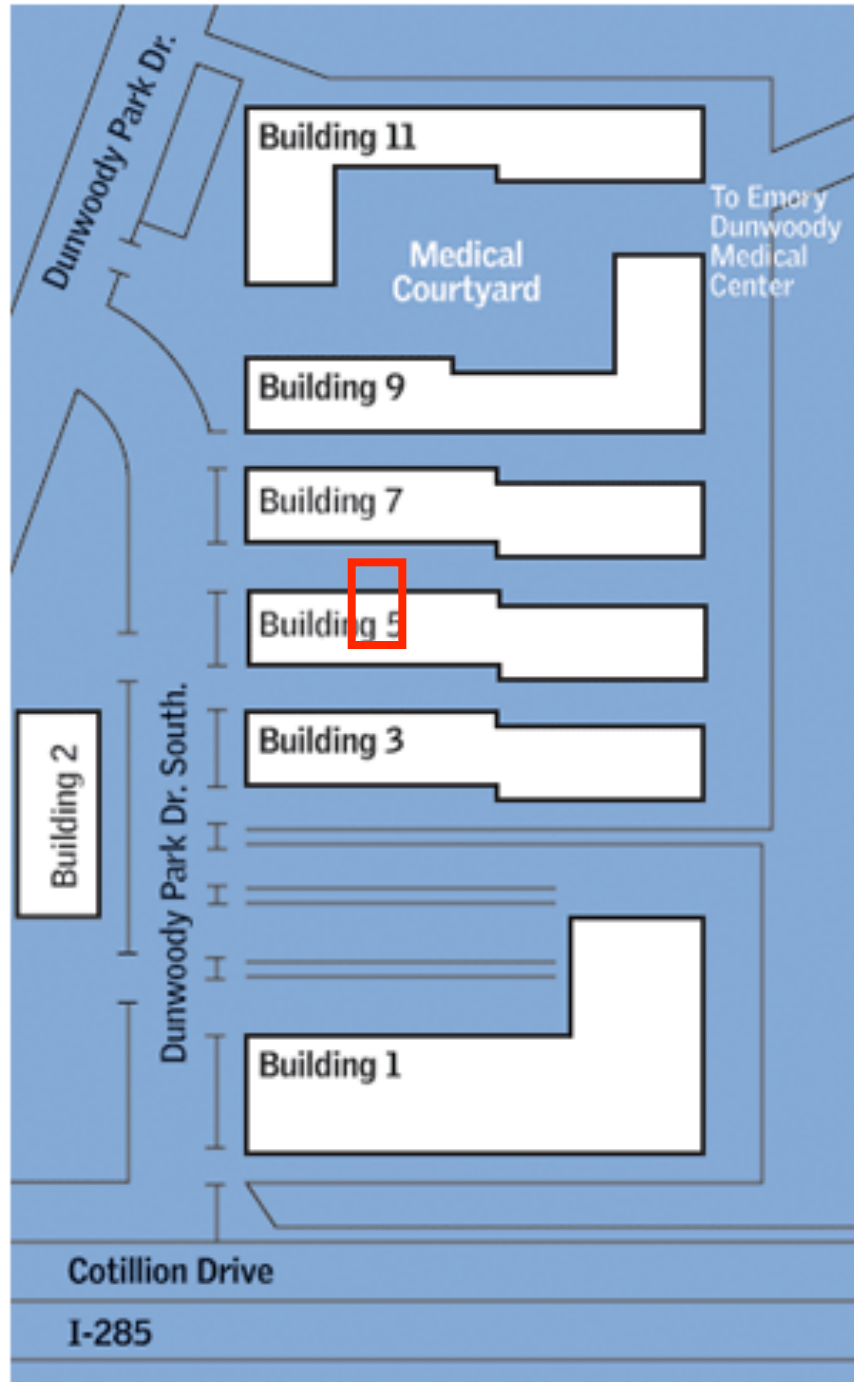 Dunwoody Park Dr.
Building 11
To Emory
Dunwoody
Medical
Center
Medical
Courtyard
Building 9
Building 7
Building 5
Building 3
Building 2
Dunwoody Park Dr. South.
Building 1
Cotillion Drive
I-285